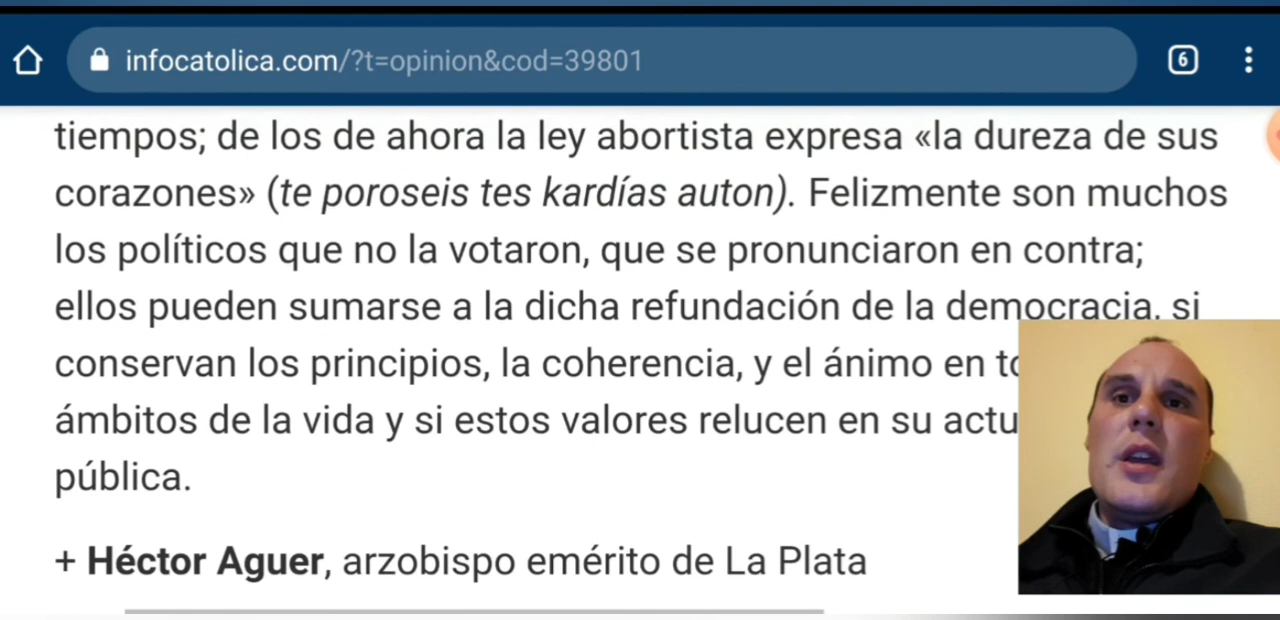 infocatolica.com/?t=opinion&cod=39801
6
tiempos; de los de ahora la ley abortista expresa «la dureza de sus
corazones» (te poroseis tes kardías auton). Felizmente son muchos
los políticos que no la votaron, que se pronunciaron en contra;
ellos pueden sumarse a la dicha refundación de la democracia, si
conservan los principios, la coherencia, y el ánimo en
ámbitos de la vida y si estos valores relucen en su
pública.
+ Héctor Aguer, arzobispo emérito de La Plata